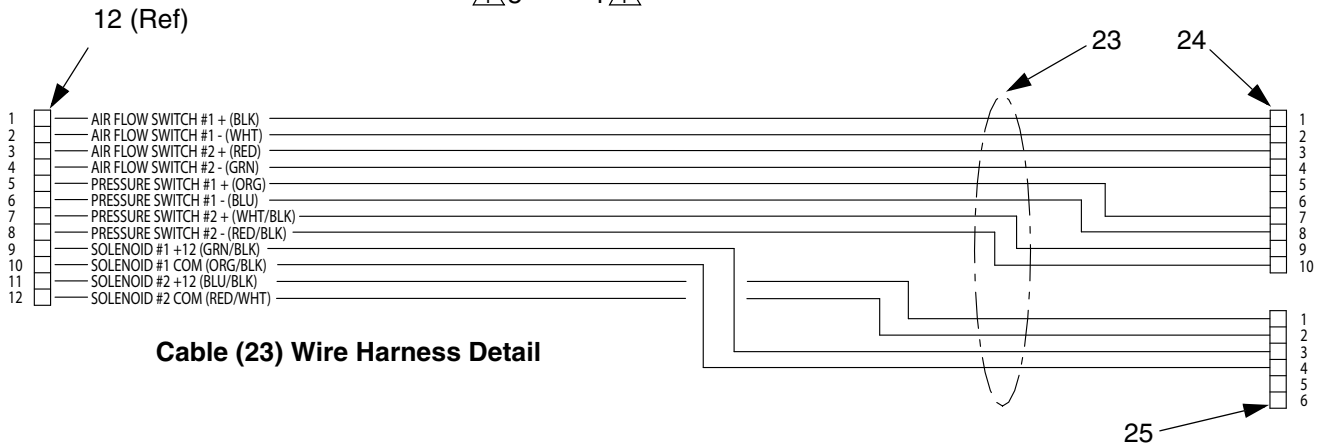 12 (Ref)
23
24
1 AIR FLOW SWITCH #1 + (BLK) 1
2 AIR FLOW SWITCH #1 - (WHT) 2
3 AIR FLOW SWITCH #2 + (RED) 3
4 AIR FLOW SWITCH #2 - (GRN) 4
5 PRESSURE SWITCH #1 + (ORG) 5
6 PRESSURE SWITCH #1 - (BLU) 6
7 PRESSURE SWITCH #2 + (WHT/BLK) 7
8 PRESSURE SWITCH #2 - (RED/BLK) 8
9 SOLENOID #1 +12 (GRN/BLK) 9
10 SOLENOID #1 COM (ORG/BLK) 10
11 SOLENOID #2 +12 (BLU/BLK)
12 SOLENOID #2 COM (RED/WHT)
1
2
3
4
5
6
Cable (23) Wire Harness Detail
25